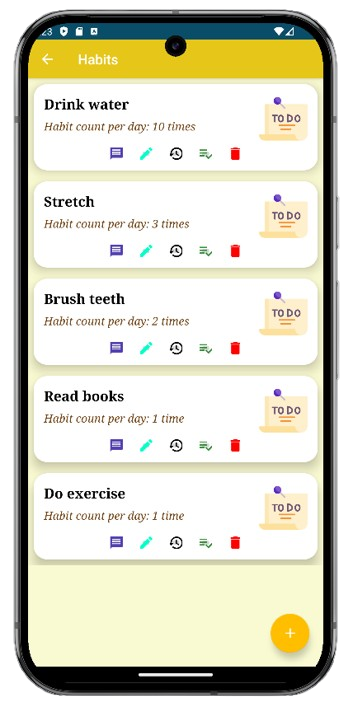 Habits
Drink water
Habit count per day: 10 times
TO DO
Stretch
Habit count per day: 3 times
TO DO
Brush teeth
Habit count per day: 2 times
TO DO
Read books
Habit count per day: 1 time
TO DO
Do exercise
Habit count per day: 1 time
TO DO